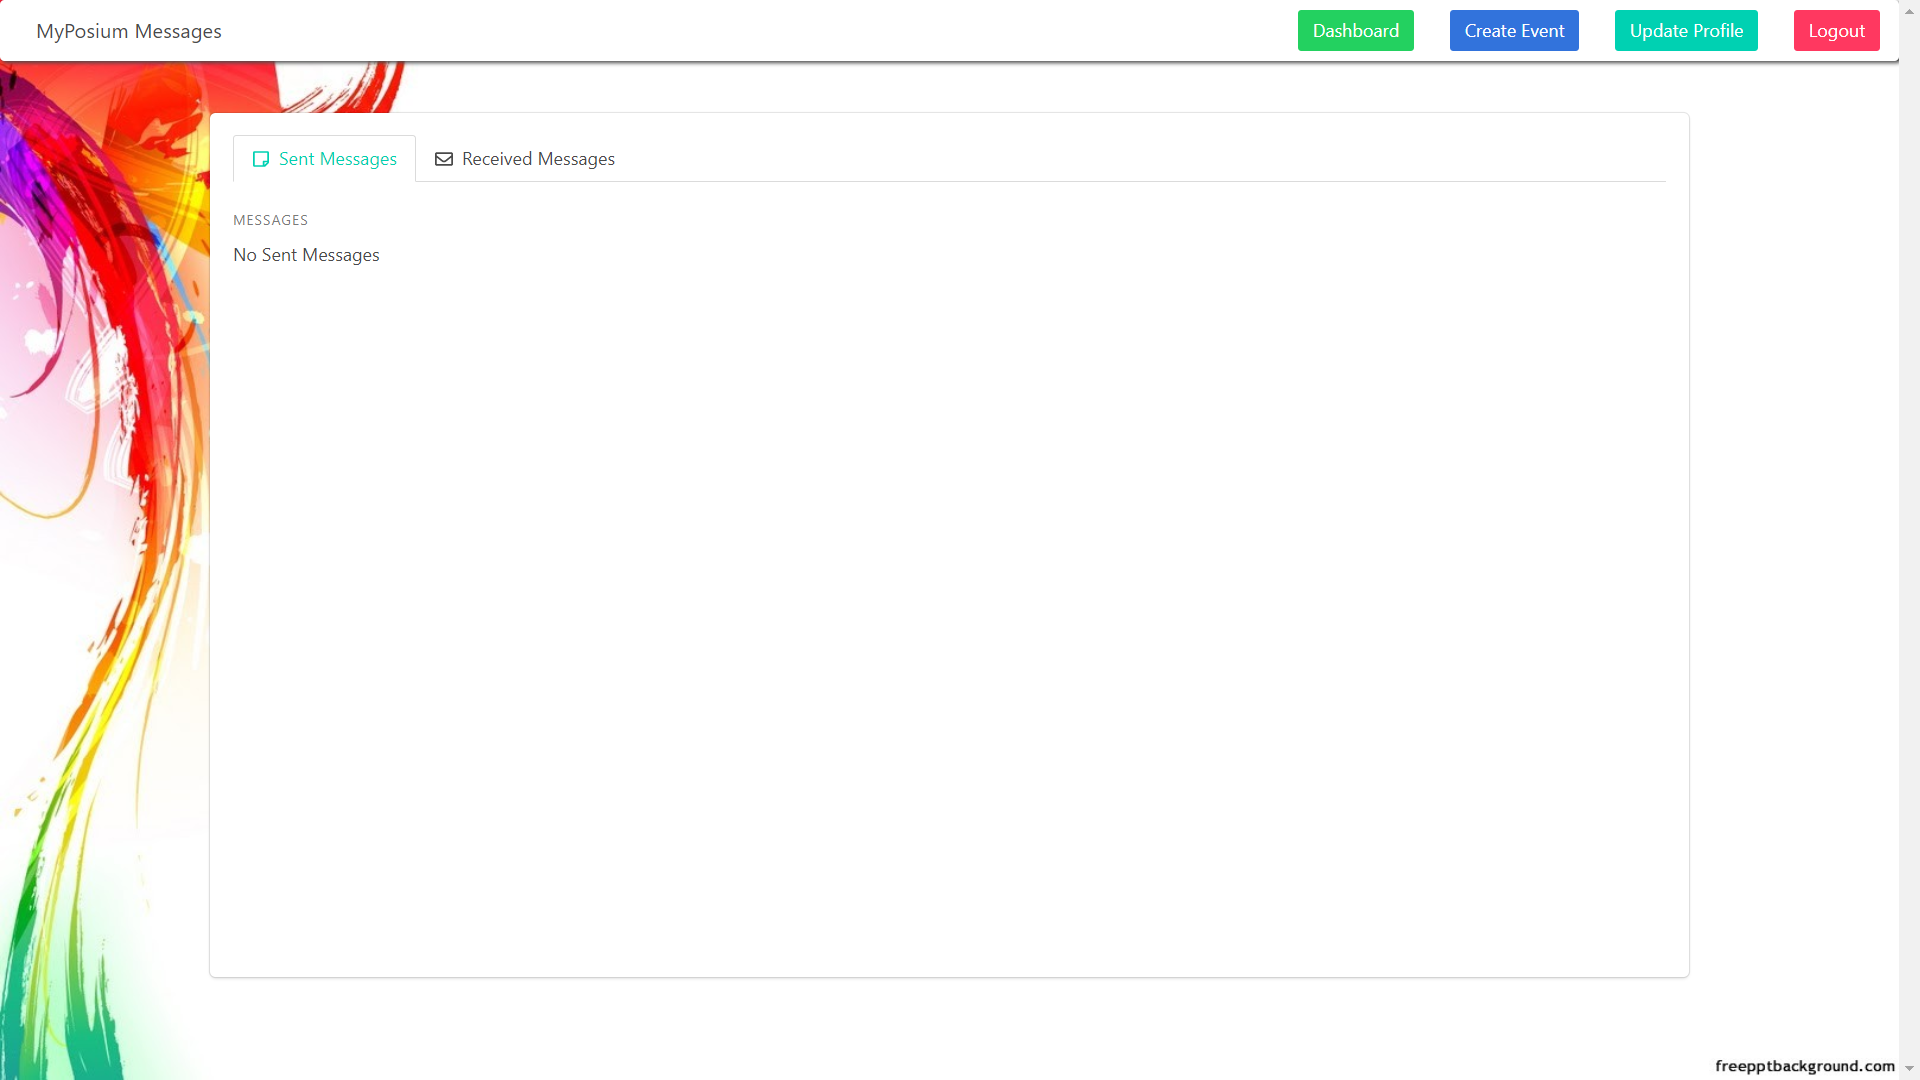 MyPosium Messages
Dashboard
Create Event
Update Profile
Logout
Sent Messages
Received Messages
MESSAGES
No Sent Messages
freepptbackground.com